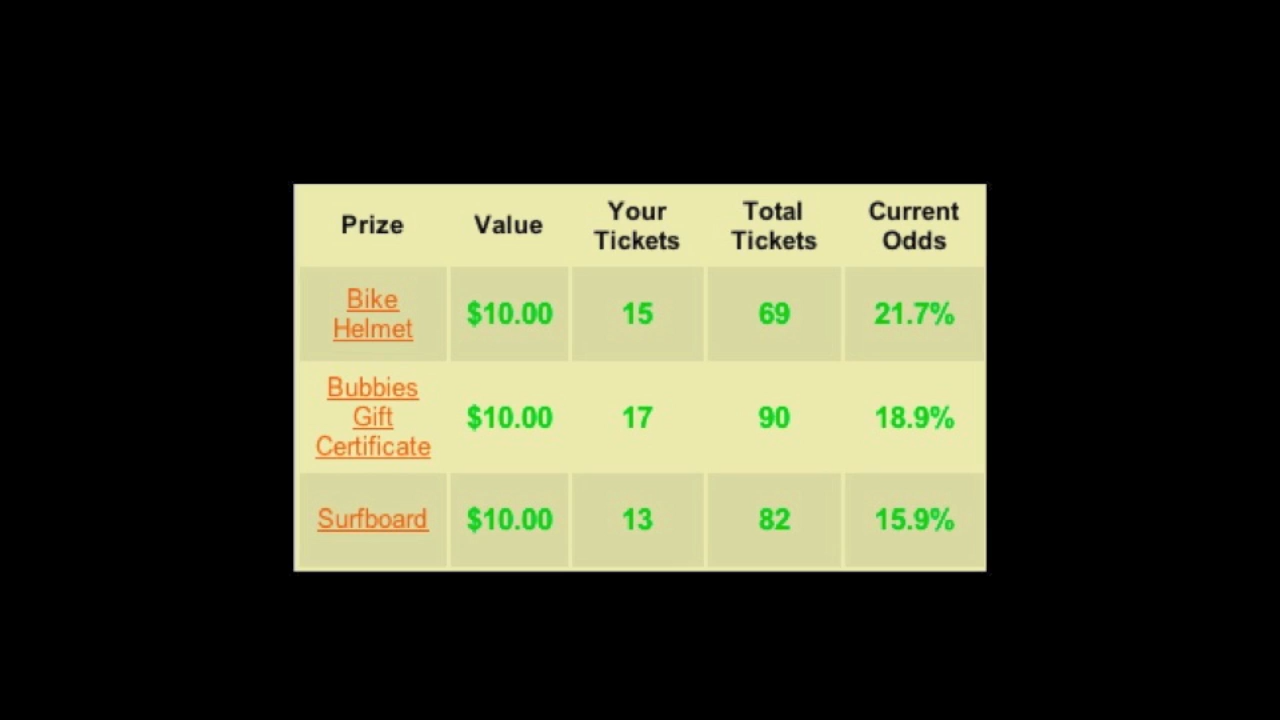 Prize Value Your Tickets Total Tickets Current Odds
Bike Helmet $10.00 15 69 21.7%
Bubbies Gift Certificate $10.00 17 90 18.9%
Surfboard $10.00 13 82 15.9%